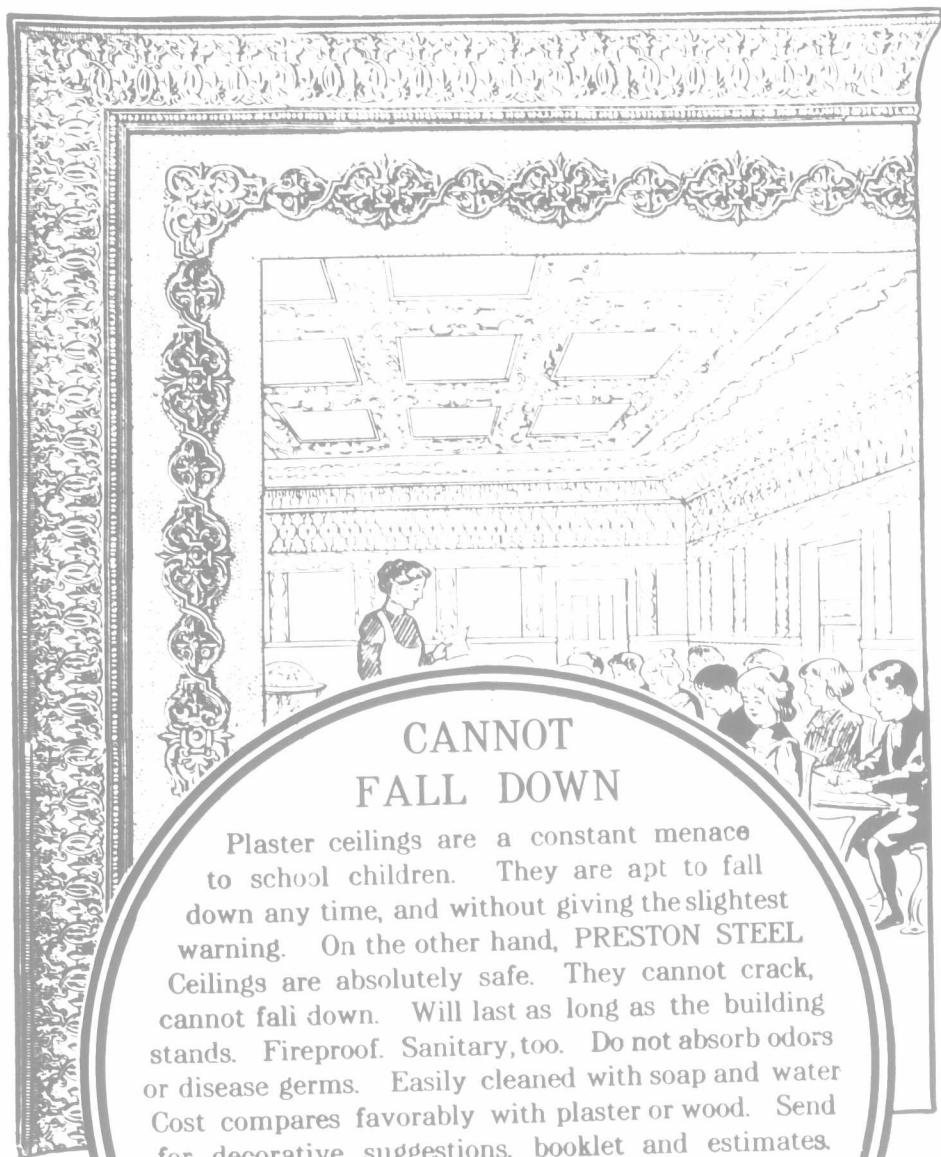 CANNOT
FALL DOWN
Plaster ceilings are a constant menace
to school children. They are apt to fall
down any time, and without giving the slightest
warning. On the other hand, PRESTON STEEL
Ceilings are absolutely safe. They cannot crack,
cannot fall down. Will last as long as the building
stands. Fireproof. Sanitary, too. Do not absorb odors
or disease germs. Easily cleaned with soap and water
Cost compares favorably with plaster or wood. Send
for decorative suggestions, booklet and estimates.